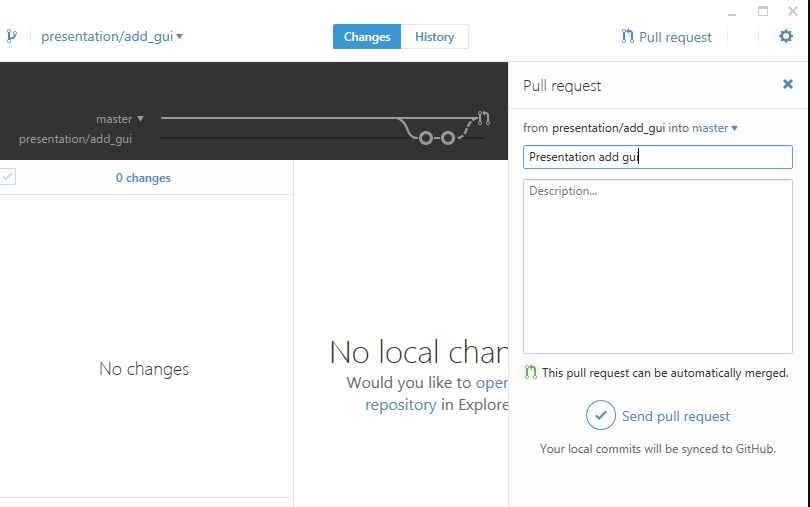 presentation/add_gui
Changes
History
Pull request
master
presentation/add_gui
0 changes
No changes
No local chan
Would you like to open
repository in Explore
Pull request
from presentation/add_gui into master
Presentation add gui
Description...
This pull request can be automatically merged.
Send pull request
Your local commits will be synced to GitHub.